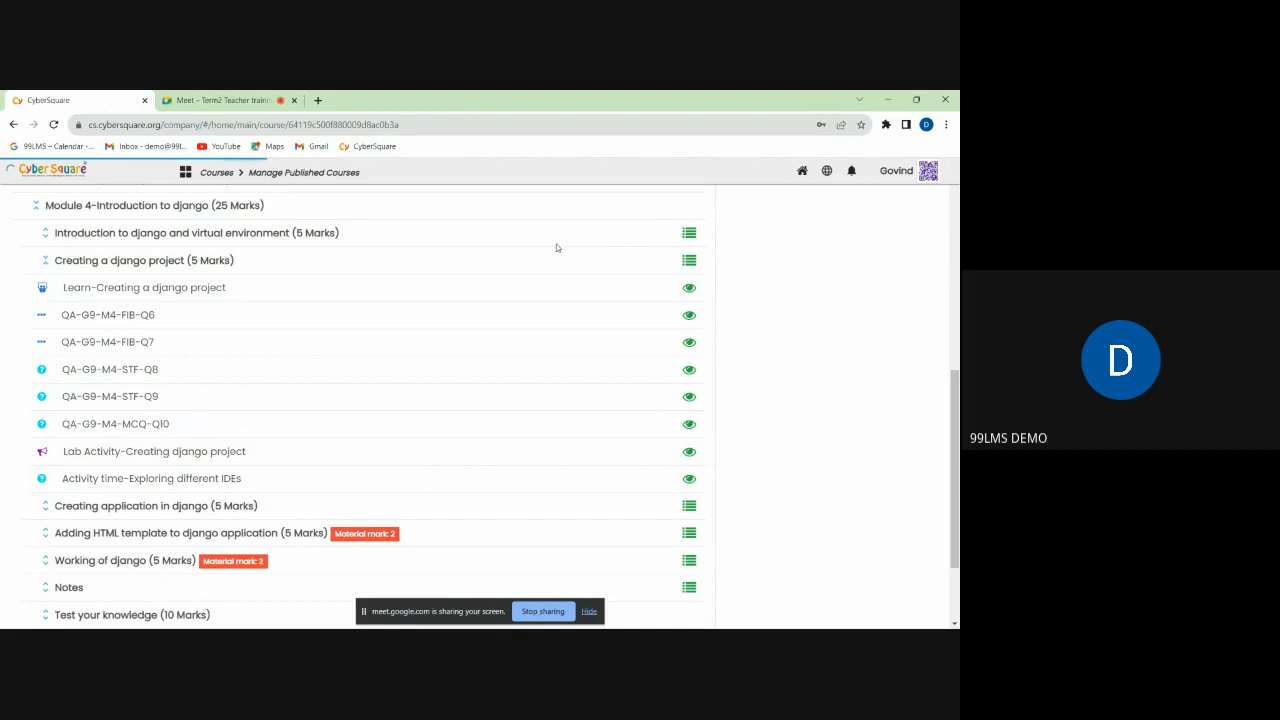 CyberSquare
Meet – Term2 Teacher trainin
cs.cybersquare.org/company/#/home/main/course/64119c500f880009d8ac0b3a
D
99LMS – Calendar -...
Inbox - demo@99l...
YouTube
Maps
Gmail
CyberSquare
Cyber Square
Courses > Manage Published Courses
Govind
Module 4-Introduction to django (25 Marks)
Introduction to django and virtual environment (5 Marks)
Creating a django project (5 Marks)
Learn-Creating a django project
QA-G9-M4-FIB-Q6
QA-G9-M4-FIB-Q7
QA-G9-M4-STF-Q8
QA-G9-M4-STF-Q9
QA-G9-M4-MCQ-Q10
Lab Activity-Creating django project
Activity time-Exploring different IDEs
Creating application in django (5 Marks)
Adding HTML template to django application (5 Marks) Material mark: 2
Working of django (5 Marks) Material mark: 2
Notes
Test your knowledge (10 Marks)
meet.google.com is sharing your screen. Stop sharing Hide
D
99LMS DEMO